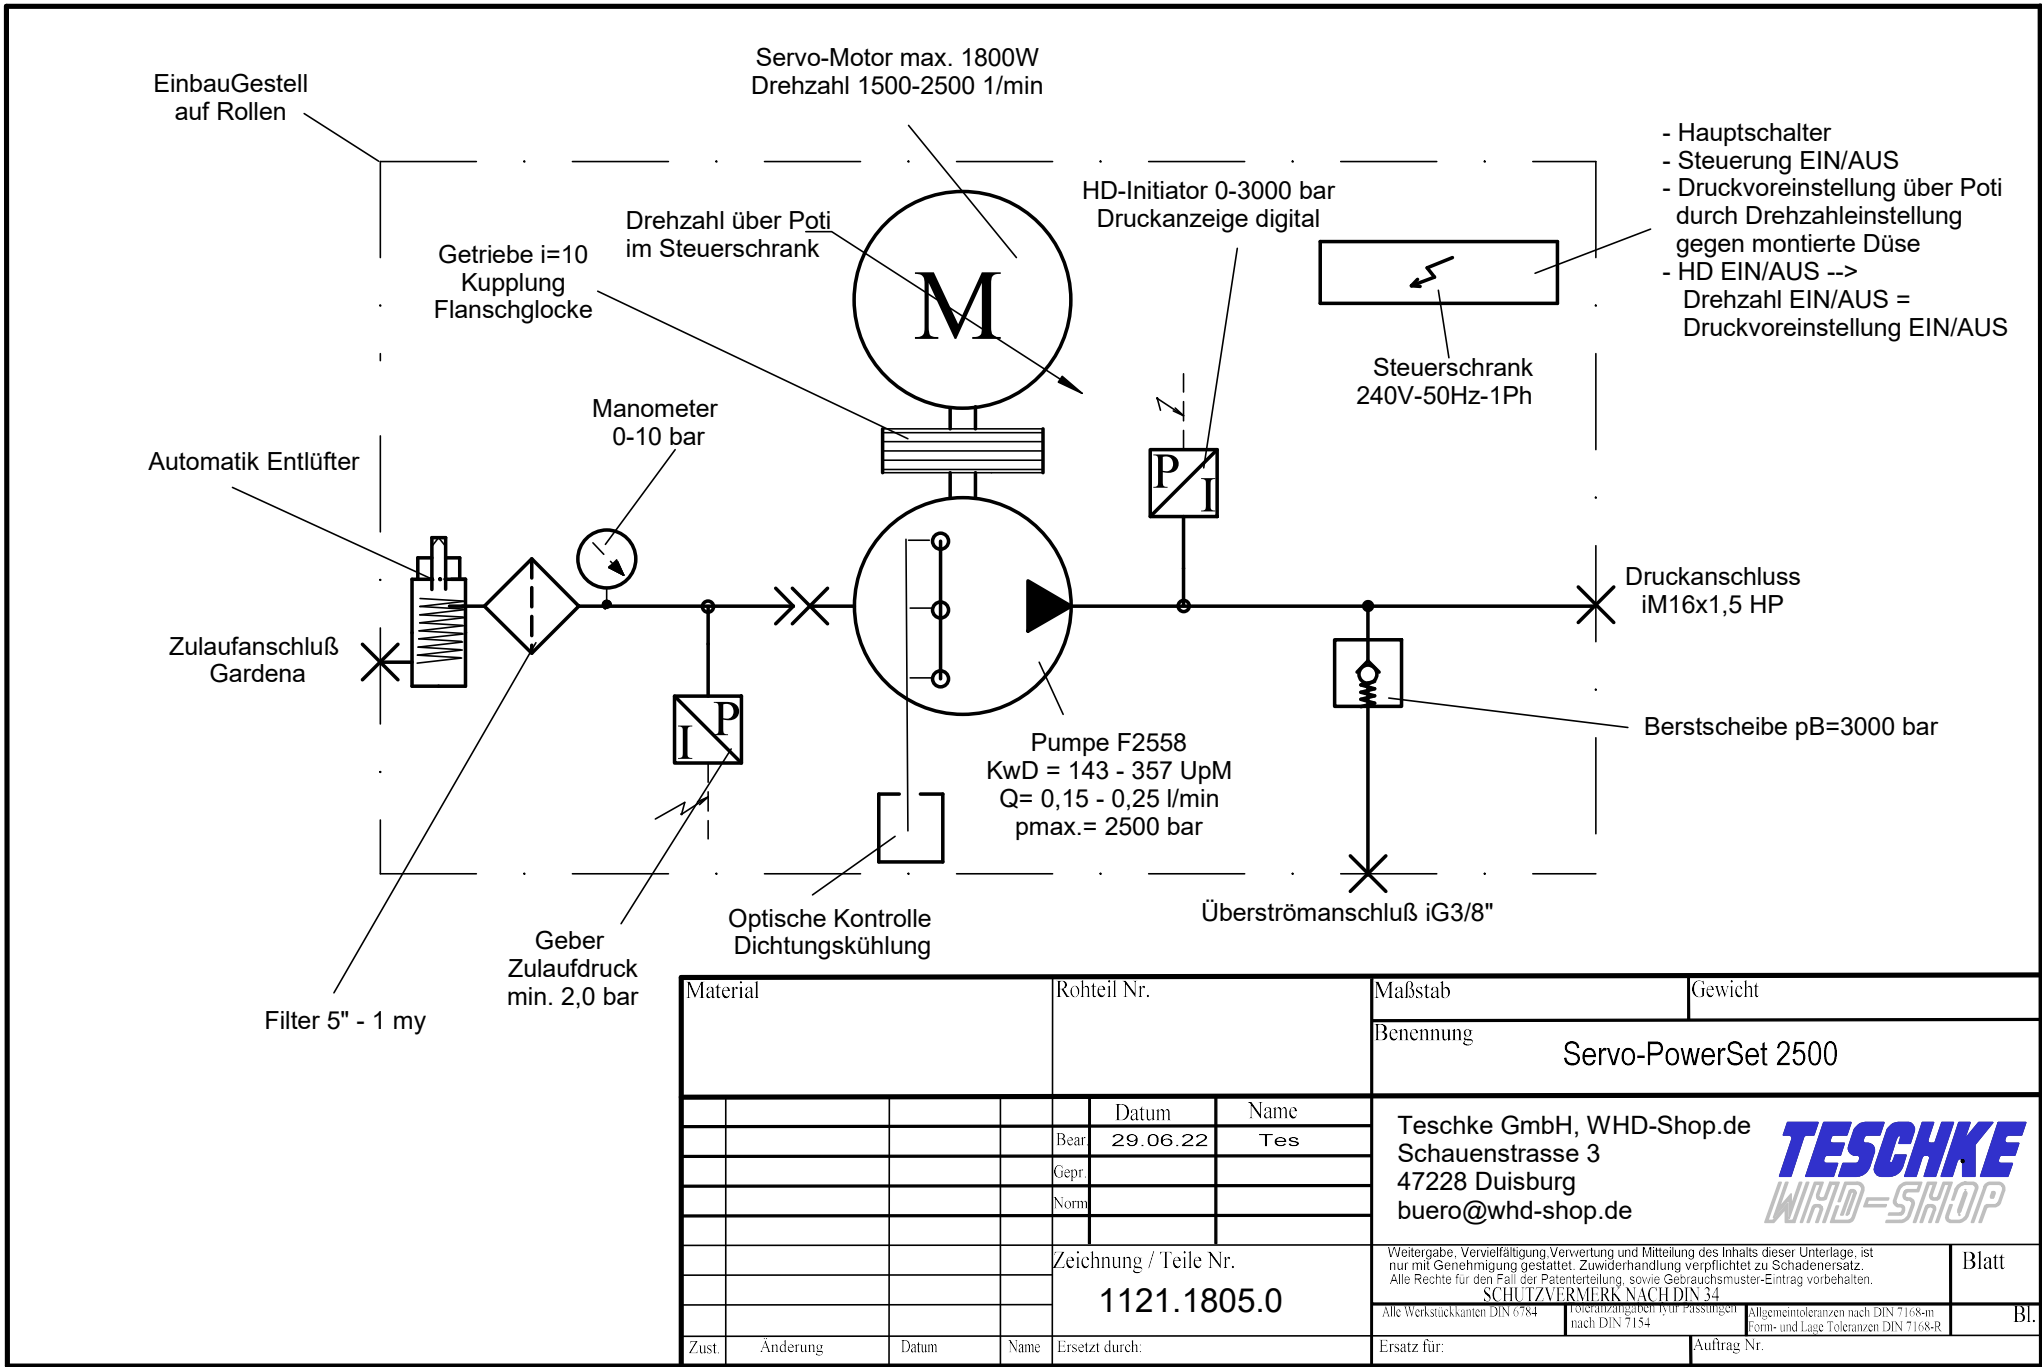 EinbauGestell
auf Rollen
Servo-Motor max. 1800W
Drehzahl 1500-2500 1/min
- Hauptschalter
- Steuerung EIN/AUS
- Druckvoreinstellung über Poti
durch Drehzahleinstellung
gegen montierte Düse
- HD EIN/AUS -->
Drehzahl EIN/AUS =
Druckvoreinstellung EIN/AUS
HD-Initiator 0-3000 bar
Druckanzeige digital
Drehzahl über Poti
im Steuerschrank
Getriebe i=10
Kupplung
Flanschglocke
M
Steuerschrank
240V-50Hz-1Ph
Manometer
0-10 bar
Automatik Entlüfter
P
I
Druckanschluss
iM16x1,5 HP
Zulaufanschluß
Gardena
P
I
Berstscheibe pB=3000 bar
Pumpe F2558
KwD = 143 - 357 UpM
Q= 0,15 - 0,25 l/min
pmax.= 2500 bar
Überströmanschluß iG3/8"
Optische Kontrolle
Dichtungskühlung
Geber
Zulaufdruck
min. 2,0 bar
Filter 5" - 1 my
Material
Rohteil Nr.
Maßstab
Gewicht
Benennung
Servo-PowerSet 2500
Datum
Name
Bear.
29.06.22
Tes
Gepr.
Norm
Teschke GmbH, WHD-Shop.de
Schauenstrasse 3
47228 Duisburg
buero@whd-shop.de
TESCHKE
WHD-SHOP
Zeichnung / Teile Nr.
1121.1805.0
Weitergabe, Vervielfältigung,Verwertung und Mitteilung des Inhalts dieser Unterlage, ist
nur mit Genehmigung gestattet. Zuwiderhandlung verpflichtet zu Schadenersatz.
Alle Rechte für den Fall der Patenterteilung, sowie Gebrauchsmuster-Eintrag vorbehalten.
SCHUTZVERMERK NACH DIN 34
Blatt
Alle Werkstückkanten DIN 6784
Toleranzangaben Nur Passungen
nach DIN 7154
Allgemeintoleranzen nach DIN 7168-m
Form- und Lage Toleranzen DIN 7168-R
Bl.
Zust.
Änderung
Datum
Name
Ersetzt durch:
Ersatz für:
Auftrag Nr.